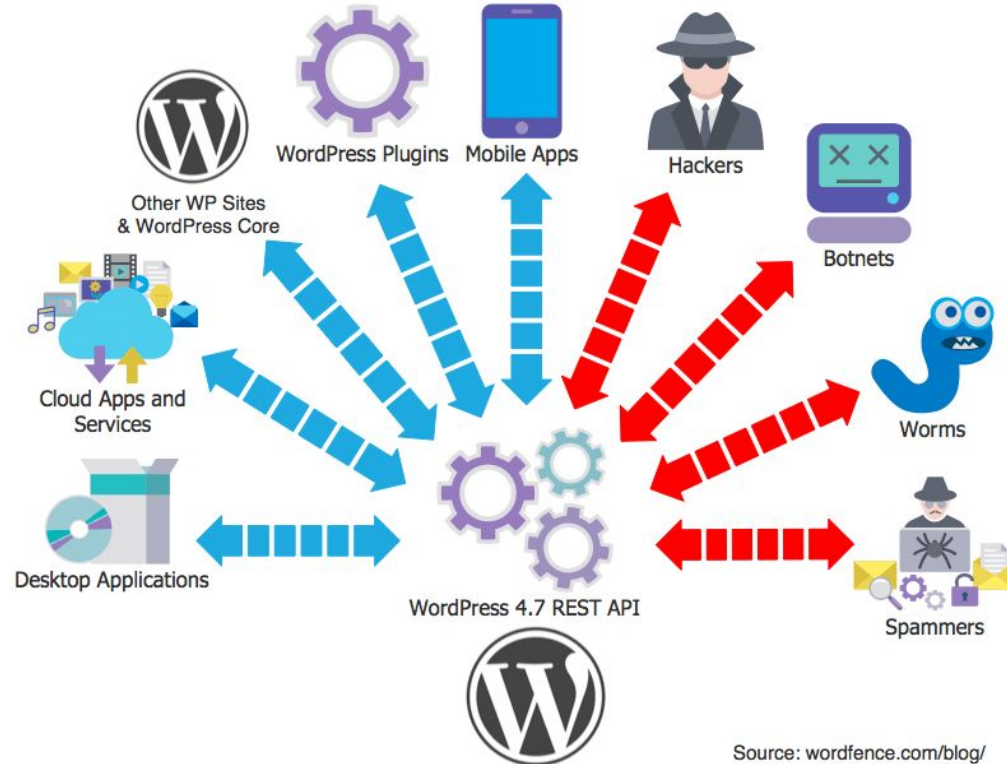 WordPress Plugins
Mobile Apps
Hackers
Other WP Sites
& WordPress Core
Botnets
Cloud Apps and
Services
Worms
Desktop Applications
WordPress 4.7 REST API
Spammers
Source: wordfence.com/blog/